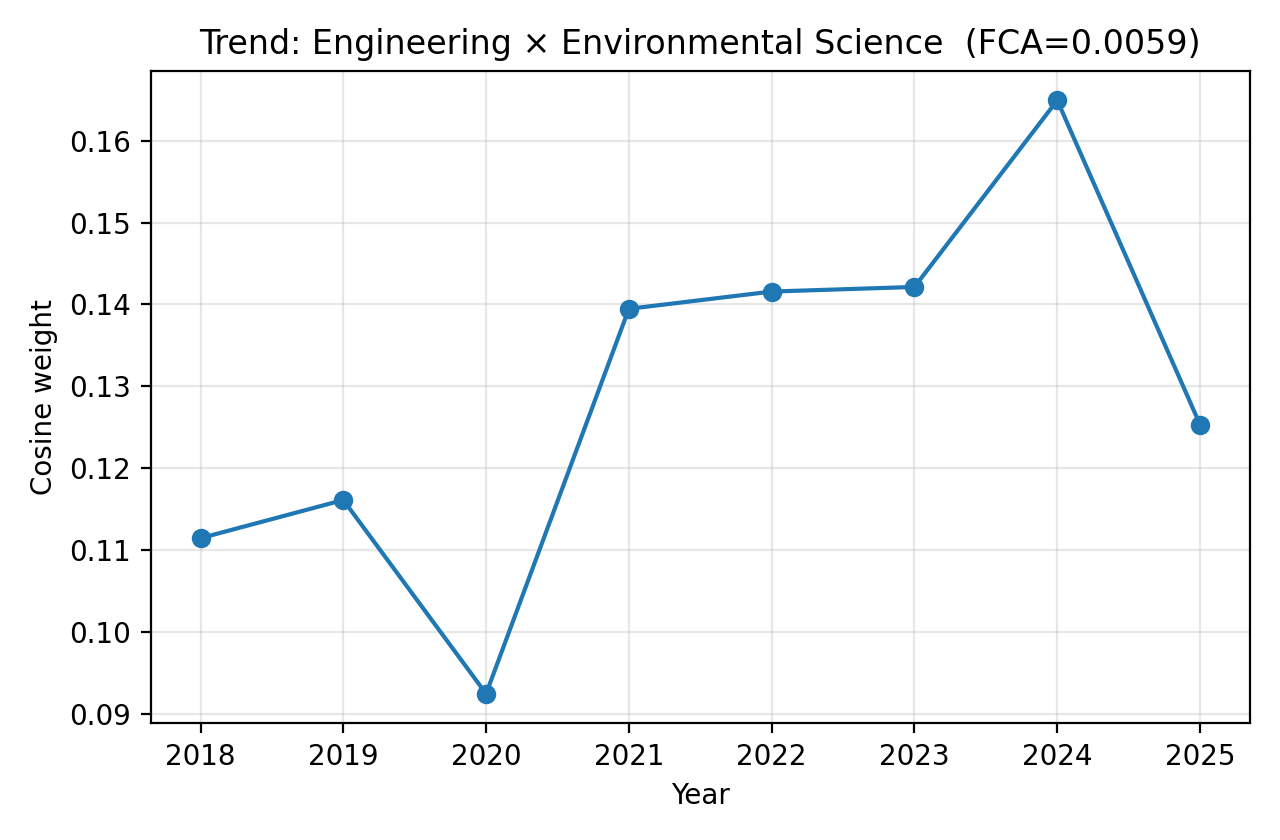 Trend: Engineering × Environmental Science  (FCA=0.0059)
Cosine weight
0.16
0.15
0.14
0.13
0.12
0.11
0.10
0.09
2018 2019 2020 2021 2022 2023 2024 2025
Year